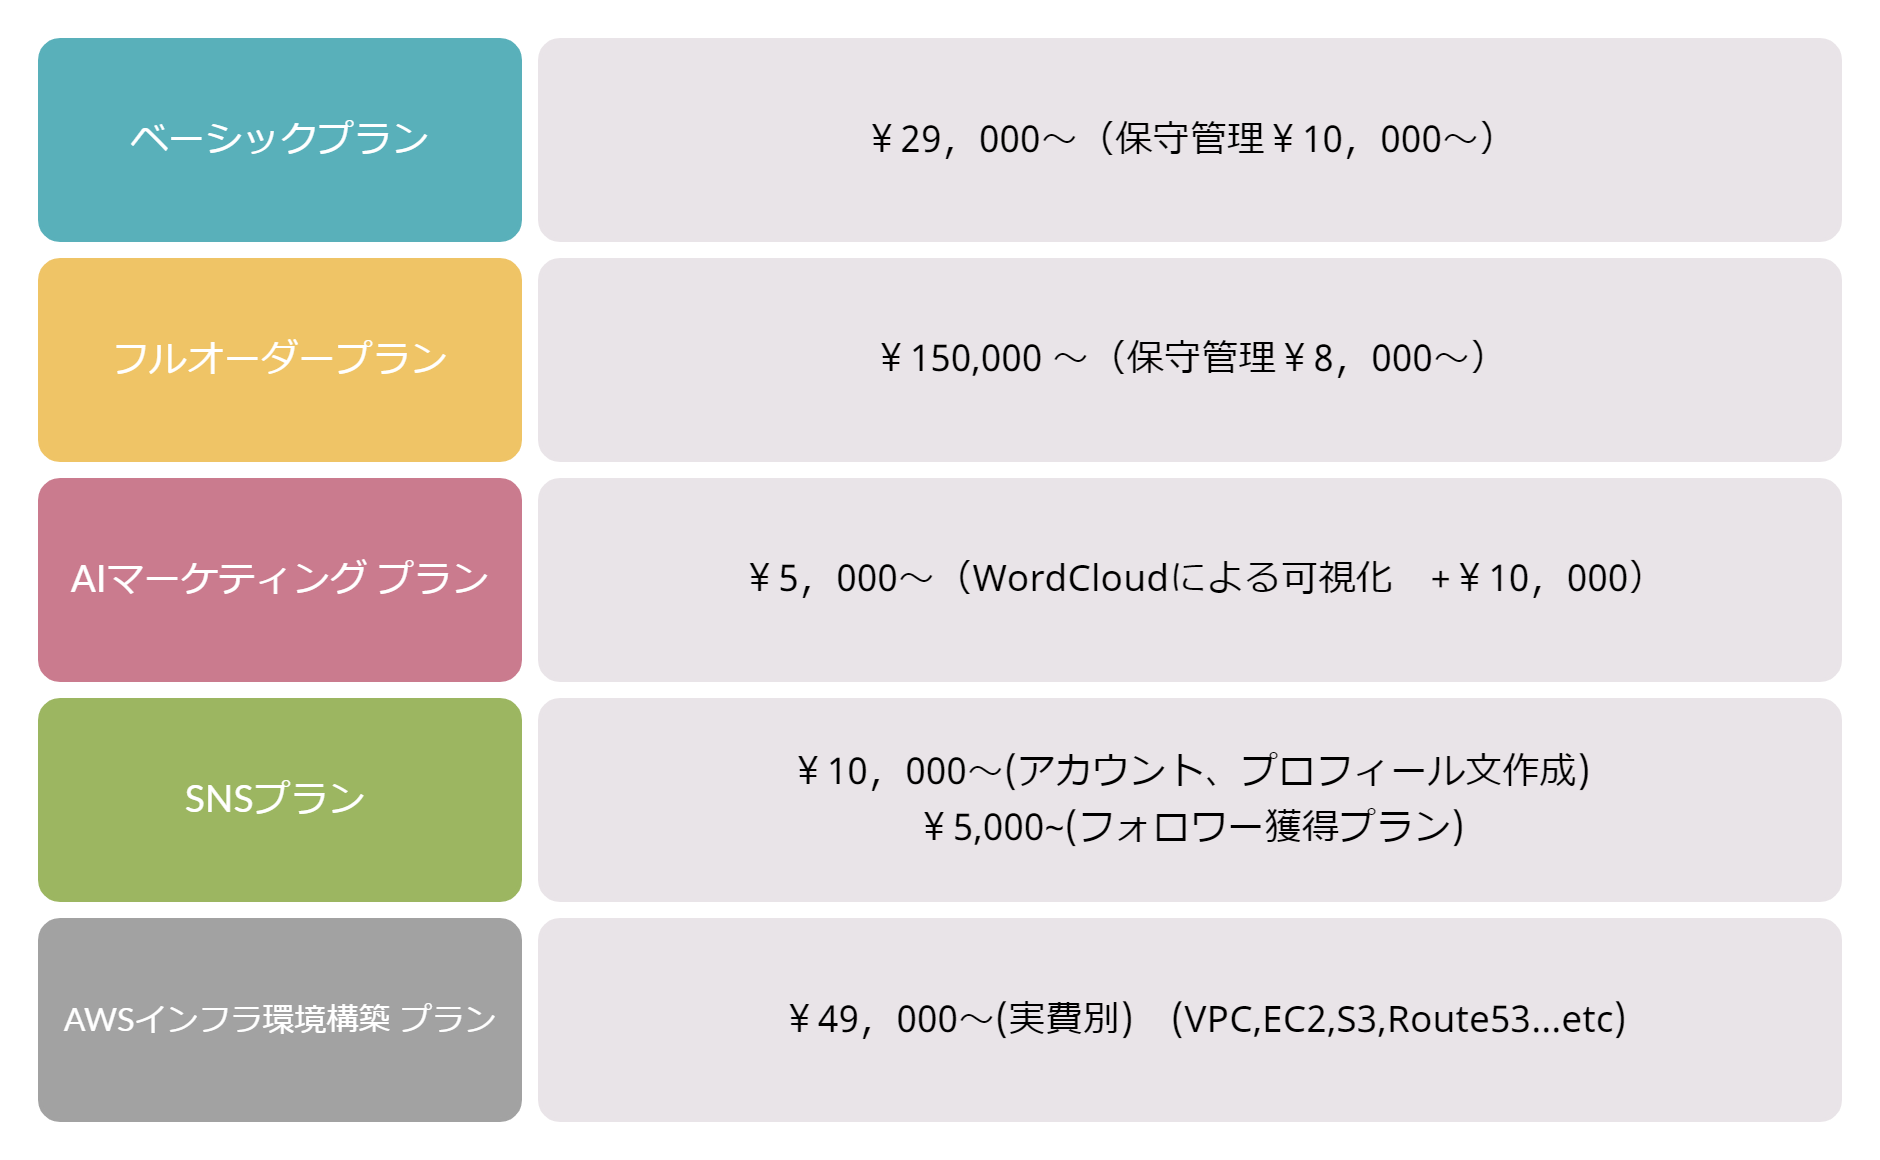 ベーシックプラン
￥29，000～（保守管理￥10，000～）
フルオーダープラン
￥150,000 ～（保守管理￥8，000～）
AIマーケティング プラン
￥5，000～（WordCloudによる可視化　+￥10，000）
SNSプラン
￥10，000～(アカウント、プロフィール文作成)
￥5,000~(フォロワー獲得プラン)
AWSインフラ環境構築 プラン
￥49，000～(実費別)　(VPC,EC2,S3,Route53...etc)